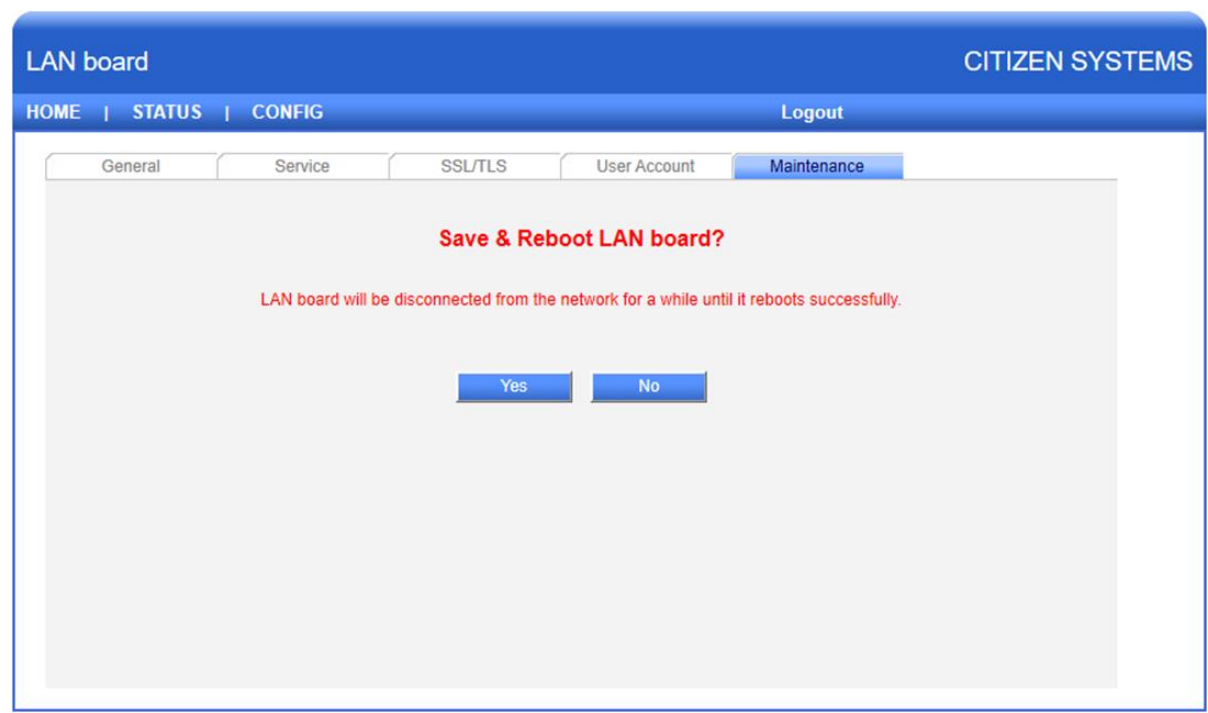 LAN board CITIZEN SYSTEMS
HOME | STATUS | CONFIG Logout
General Service SSL/TLS User Account Maintenance
Save & Reboot LAN board?
LAN board will be disconnected from the network for a while until it reboots successfully.
Yes No